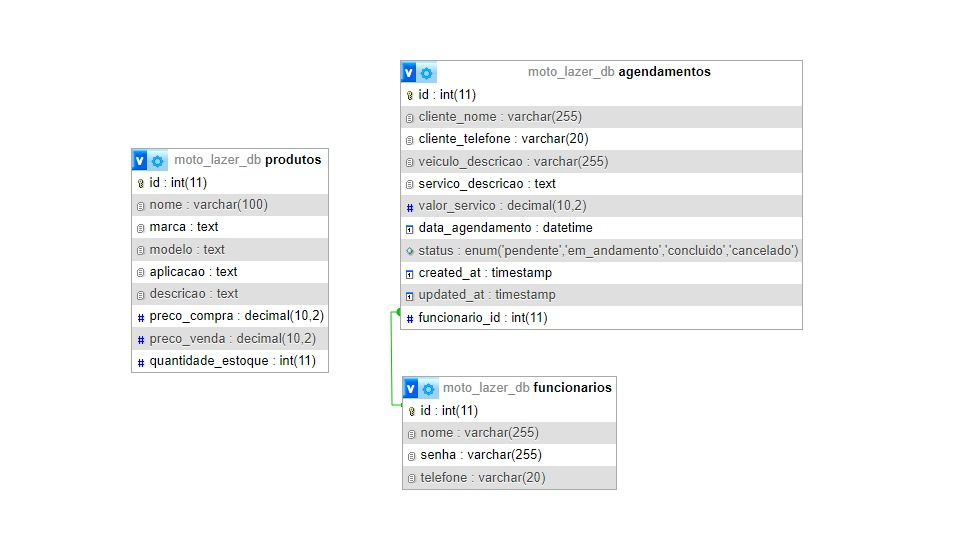 moto_lazer_db produtos
id : int(11)
nome : varchar(100)
marca : text
modelo : text
aplicacao : text
descricao : text
# preco_compra : decimal(10,2)
# preco_venda : decimal(10,2)
# quantidade_estoque : int(11)
v moto_lazer_db agendamentos
id : int(11)
cliente_nome : varchar(255)
cliente_telefone : varchar(20)
veiculo_descricao : varchar(255)
servico_descricao : text
# valor_servico : decimal(10,2)
data_agendamento : datetime
status : enum('pendente','em_andamento','concluido','cancelado')
created_at : timestamp
updated_at : timestamp
# funcionario_id : int(11)
v moto_lazer_db funcionarios
id : int(11)
nome : varchar(255)
senha : varchar(255)
telefone : varchar(20)